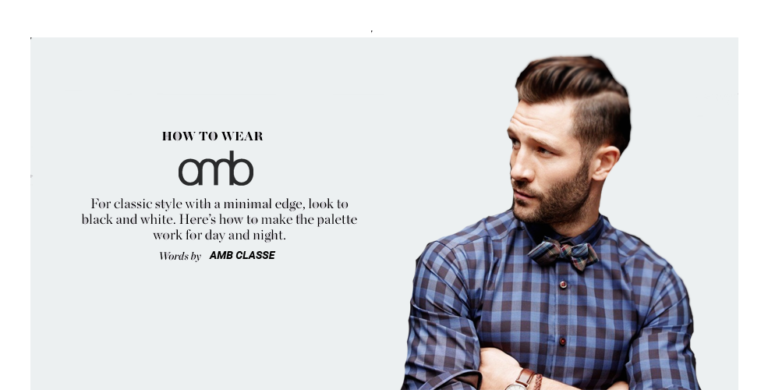 HOW TO WEAR
amb
For classic style with a minimal edge, look to
black and white. Here's how to make the palette
work for day and night.
Words by AMB CLASSE